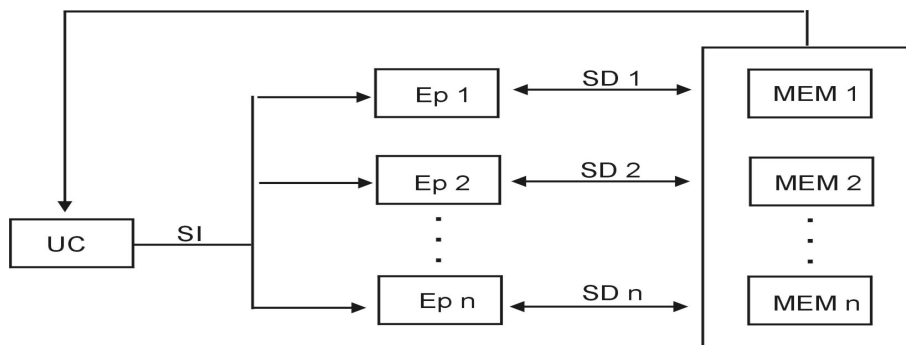 Ep 1
SD 1
MEM 1
Ep 2
SD 2
MEM 2
UC
SI
Ep n
SD n
MEM n